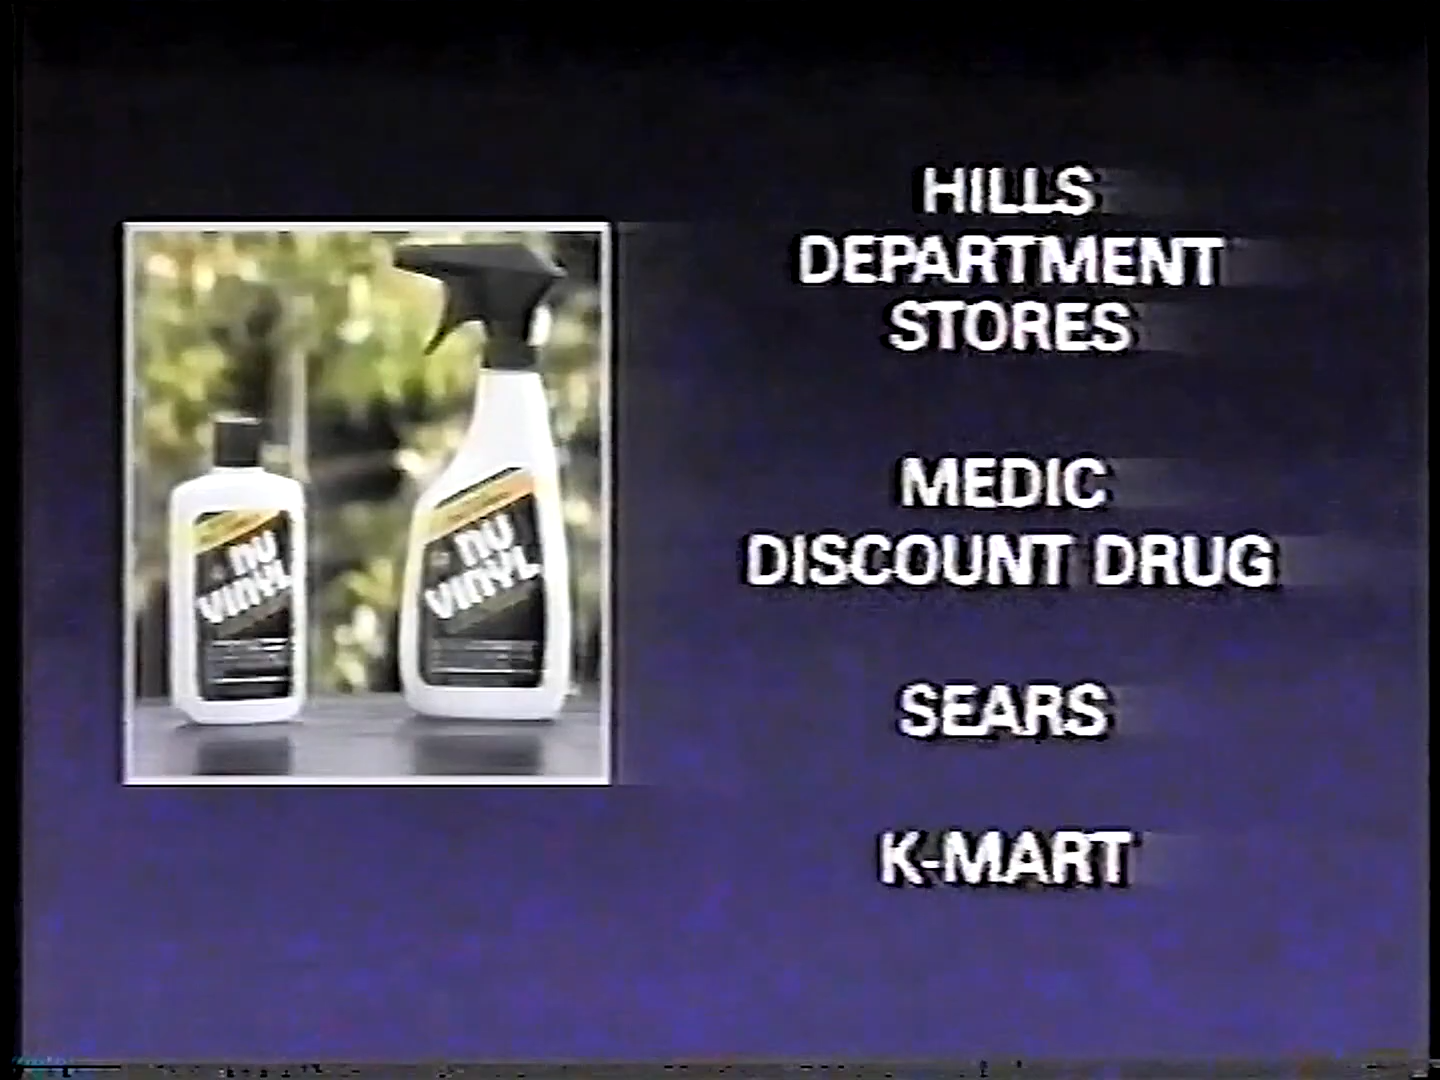 HILLS
DEPARTMENT
STORES
MEDIC
DISCOUNT DRUG
SEARS
K-MART
nu
VINYL
nu
VINYL